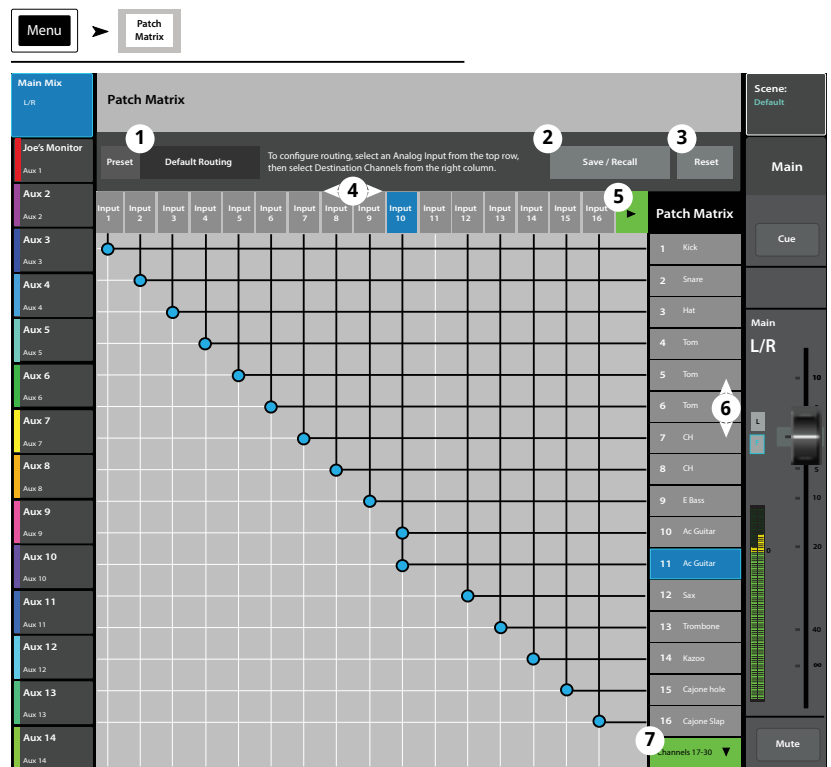 Menu
Patch
Matrix
Main Mix
L/R
Patch Matrix
Scene:
Default
1
2
3
Preset
Default Routing
To configure routing, select an Analog Input from the top row,
then select Destination Channels from the right column.
Save / Recall
Reset
Main
4
5
Input 1
Input 2
Input 3
Input 4
Input 5
Input 6
Input 7
Input 8
Input 9
Input 10
Input 11
Input 12
Input 13
Input 14
Input 15
Input 16
Patch Matrix
Cue
Joe's Monitor
Aux 1
Aux 2
Aux 2
Aux 3
Aux 3
Aux 4
Aux 4
Aux 5
Aux 5
Aux 6
Aux 6
Aux 7
Aux 7
Aux 8
Aux 8
Aux 9
Aux 9
Aux 10
Aux 10
Aux 11
Aux 11
Aux 12
Aux 12
Aux 13
Aux 13
Aux 14
Aux 14
1 Kick
2 Snare
3 Hat
4 Tom
5 Tom
6 Tom
6
7 CH
8 CH
9 E Bass
10 Ac Guitar
11 Ac Guitar
12 Sax
13 Trombone
14 Kazoo
15 Cajone hole
16 Cajone Slap
7
Channels 17-30
Main
L/R
10
L
5
10
0
20
40
∞
Mute